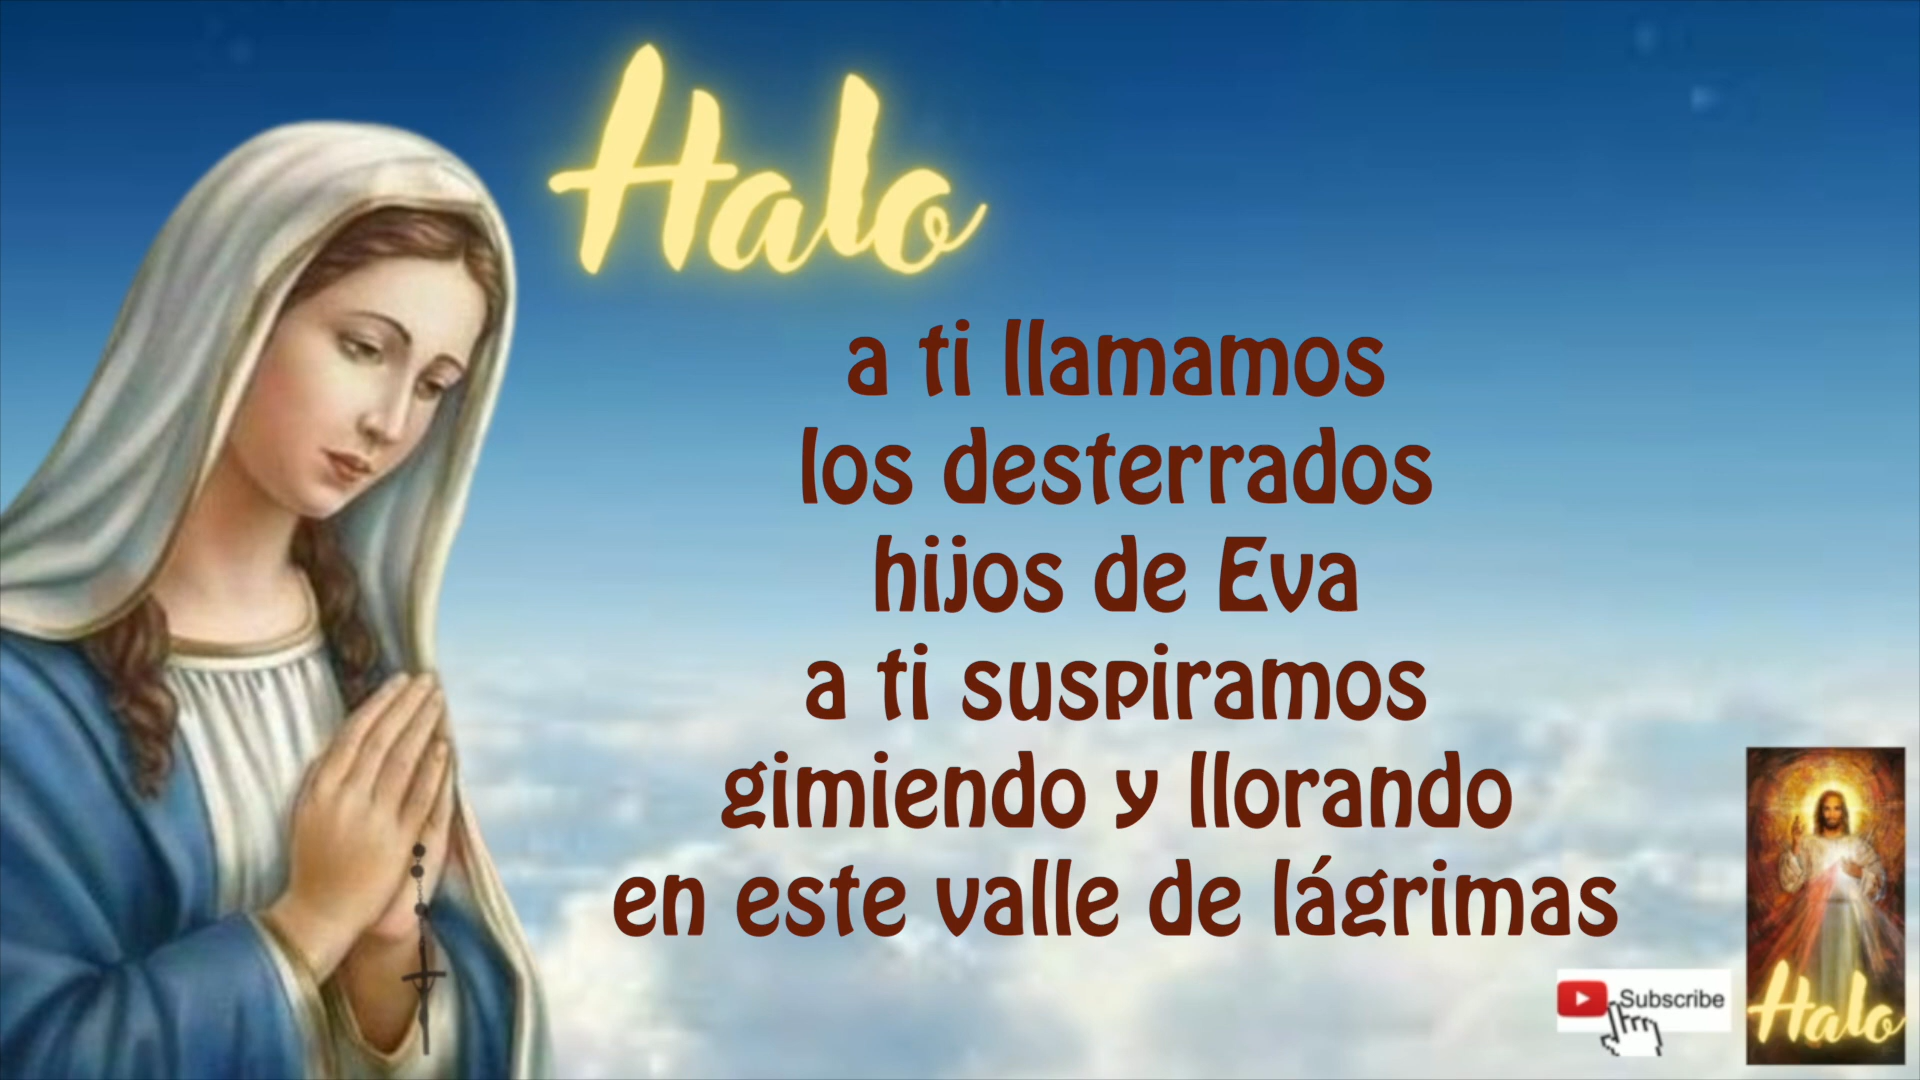 Halo
a ti llamamos
los desterrados
hijos de Eva
a ti suspiramos
gimiendo y llorando
en este valle de lágrimas
Subscribe
Halo